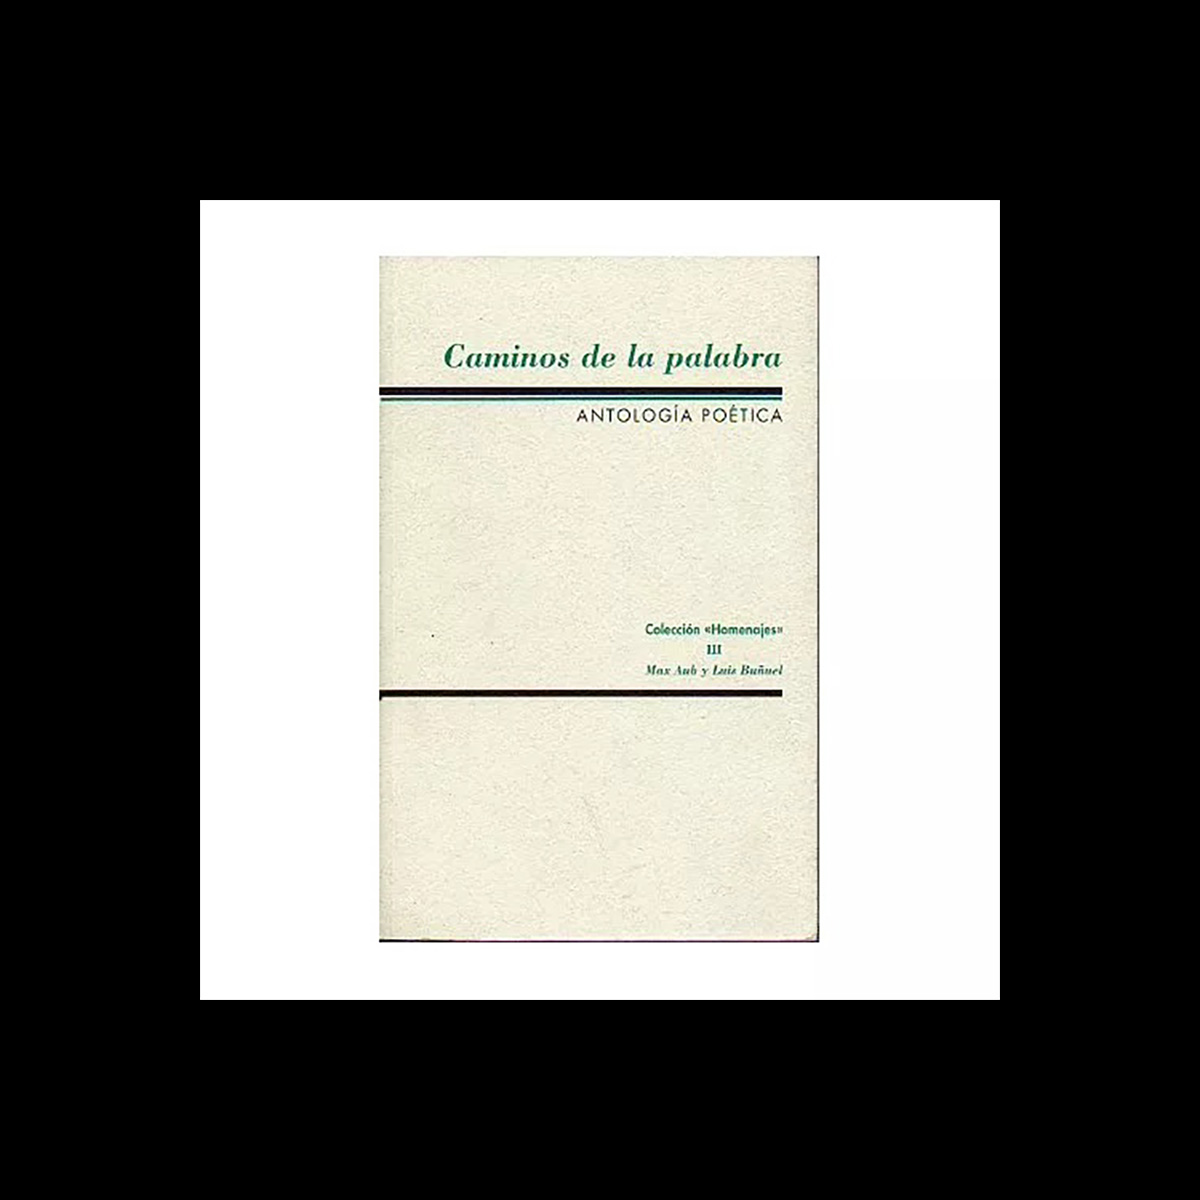 Caminos de la palabra
ANTOLOGÍA POÉTICA
Colección «Homenajes»
III
Max Aub y Luis Buñuel